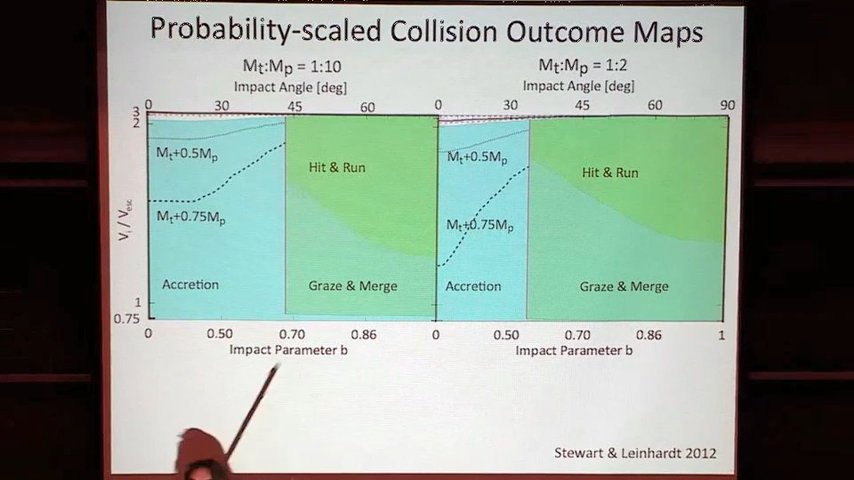 Probability-scaled Collision Outcome Maps
Mt:Mp = 1:10
Impact Angle [deg]
0 30 45 60
3
2
1
0.75
Vi / Vesc
Mt+0.5Mp
Mt+0.75Mp
Hit & Run
Accretion
Graze & Merge
0 0.50 0.70 0.86
Impact Parameter b
Mt:Mp = 1:2
Impact Angle [deg]
0 30 45 60 90
Mt+0.5Mp
Mt+0.75Mp
Hit & Run
Accretion
Graze & Merge
0 0.50 0.70 0.86 1
Impact Parameter b
Stewart & Leinhardt 2012